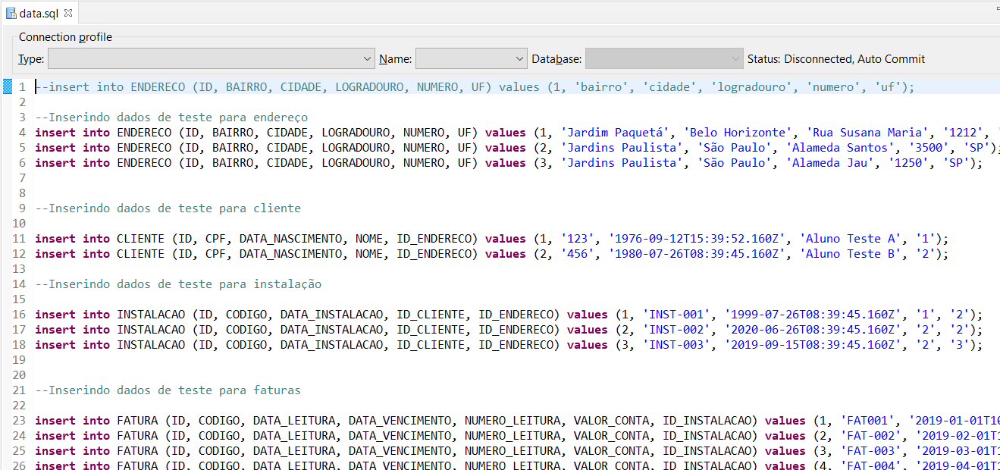 data.sql
Connection profile
Type: Name: Database: Status: Disconnected, Auto Commit
1 --insert into ENDERECO (ID, BAIRRO, CIDADE, LOGRADOURO, NUMERO, UF) values (1, 'bairro', 'cidade', 'logradouro', 'numero', 'uf');
2
3 --Inserindo dados de teste para endereço
4 insert into ENDERECO (ID, BAIRRO, CIDADE, LOGRADOURO, NUMERO, UF) values (1, 'Jardim Paquetá', 'Belo Horizonte', 'Rua Susana Maria', '1212', '
5 insert into ENDERECO (ID, BAIRRO, CIDADE, LOGRADOURO, NUMERO, UF) values (2, 'Jardins Paulista', 'São Paulo', 'Alameda Santos', '3500', 'SP');
6 insert into ENDERECO (ID, BAIRRO, CIDADE, LOGRADOURO, NUMERO, UF) values (3, 'Jardins Paulista', 'São Paulo', 'Alameda Jau', '1250', 'SP');
7
8
9 --Inserindo dados de teste para cliente
10
11 insert into CLIENTE (ID, CPF, DATA_NASCIMENTO, NOME, ID_ENDERECO) values (1, '123', '1976-09-12T15:39:52.160Z', 'Aluno Teste A', '1');
12 insert into CLIENTE (ID, CPF, DATA_NASCIMENTO, NOME, ID_ENDERECO) values (2, '456', '1980-07-26T08:39:45.160Z', 'Aluno Teste B', '2');
13
14 --Inserindo dados de teste para instalação
15
16 insert into INSTALACAO (ID, CODIGO, DATA_INSTALACAO, ID_CLIENTE, ID_ENDERECO) values (1, 'INST-001', '1999-07-26T08:39:45.160Z', '1', '2');
17 insert into INSTALACAO (ID, CODIGO, DATA_INSTALACAO, ID_CLIENTE, ID_ENDERECO) values (2, 'INST-002', '2020-06-26T08:39:45.160Z', '2', '2');
18 insert into INSTALACAO (ID, CODIGO, DATA_INSTALACAO, ID_CLIENTE, ID_ENDERECO) values (3, 'INST-003', '2019-09-15T08:39:45.160Z', '2', '3');
19
20
21 --Inserindo dados de teste para faturas
22
23 insert into FATURA (ID, CODIGO, DATA_LEITURA, DATA_VENCIMENTO, NUMERO_LEITURA, VALOR_CONTA, ID_INSTALACAO) values (1, 'FAT001', '2019-01-01T1
24 insert into FATURA (ID, CODIGO, DATA_LEITURA, DATA_VENCIMENTO, NUMERO_LEITURA, VALOR_CONTA, ID_INSTALACAO) values (2, 'FAT-002', '2019-02-01T
25 insert into FATURA (ID, CODIGO, DATA_LEITURA, DATA_VENCIMENTO, NUMERO_LEITURA, VALOR_CONTA, ID_INSTALACAO) values (3, 'FAT-003', '2019-03-01T
26 insert into FATURA (ID, CODIGO, DATA_LEITURA, DATA_VENCIMENTO, NUMERO_LEITURA, VALOR_CONTA, ID_INSTALACAO) values (4, 'FAT-004', '2019-04-01T